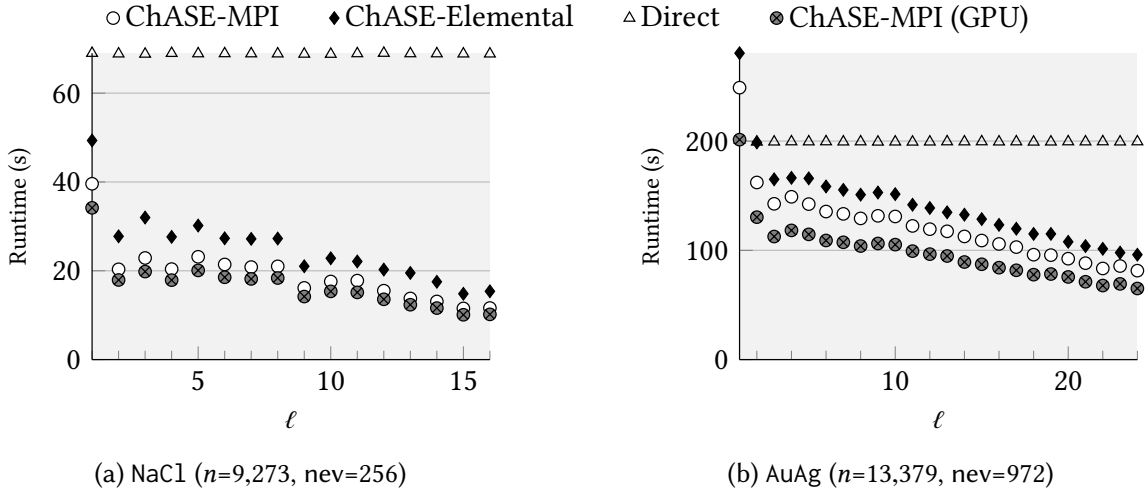 ChASE-MPI ChASE-Elemental Direct ChASE-MPI (GPU)
Runtime (s)
60
40
20
0
5 10 15
ℓ
(a) NaCl (n=9,273, nev=256)
Runtime (s)
200
100
0
10 20
ℓ
(b) AuAg (n=13,379, nev=972)